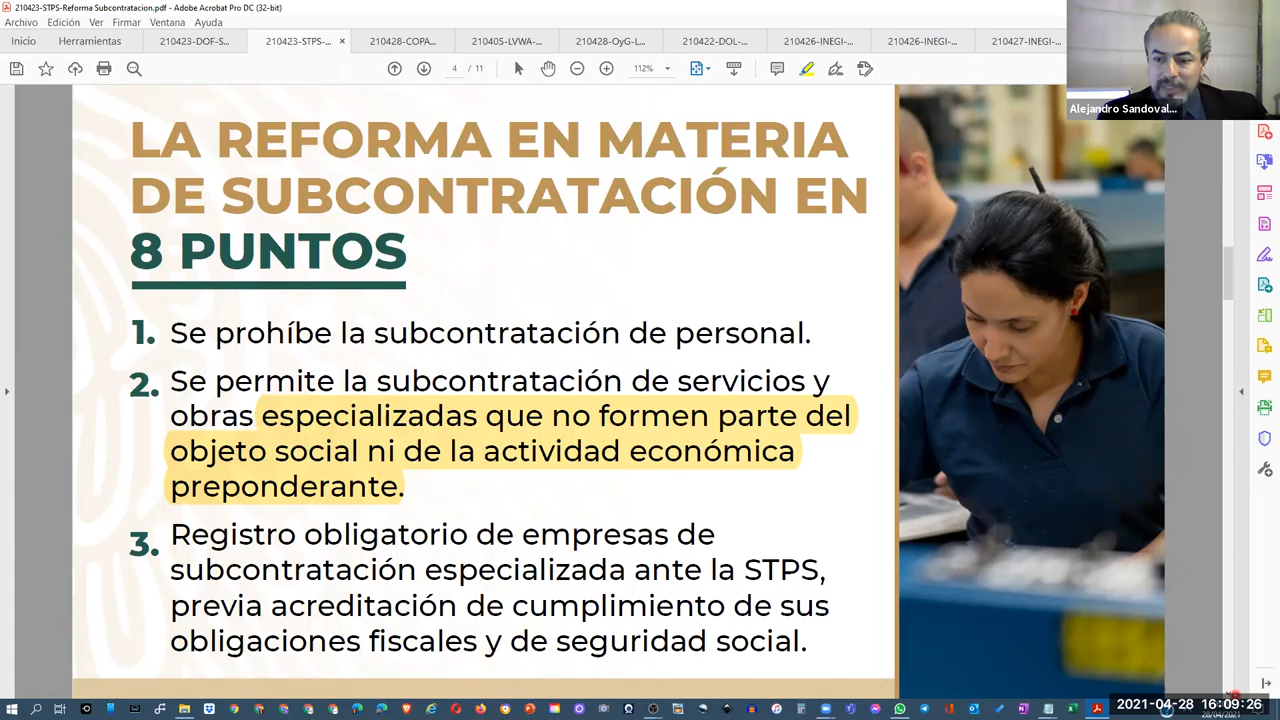 210423-STPS-Reforma Subcontratacion.pdf - Adobe Acrobat Pro DC (32-bit)
Archivo Edición Ver Firmar Ventana Ayuda
Inicio Herramientas 210423-DOF-S... 210423-STPS-... × 210428-COPA... 210405-LVWA-... 210428-OyG-L... 210422-DOL-... 210426-INEGI-... 210426-INEGI-... 210427-INEGI-...
4 / 11 112%
Alejandro Sandoval...
LA REFORMA EN MATERIA
DE SUBCONTRATACIÓN EN
8 PUNTOS
1. Se prohíbe la subcontratación de personal.
2. Se permite la subcontratación de servicios y
obras especializadas que no formen parte del
objeto social ni de la actividad económica
preponderante.
3. Registro obligatorio de empresas de
subcontratación especializada ante la STPS,
previa acreditación de cumplimiento de sus
obligaciones fiscales y de seguridad social.
2021-04-28 16:09:26
28/04/2021